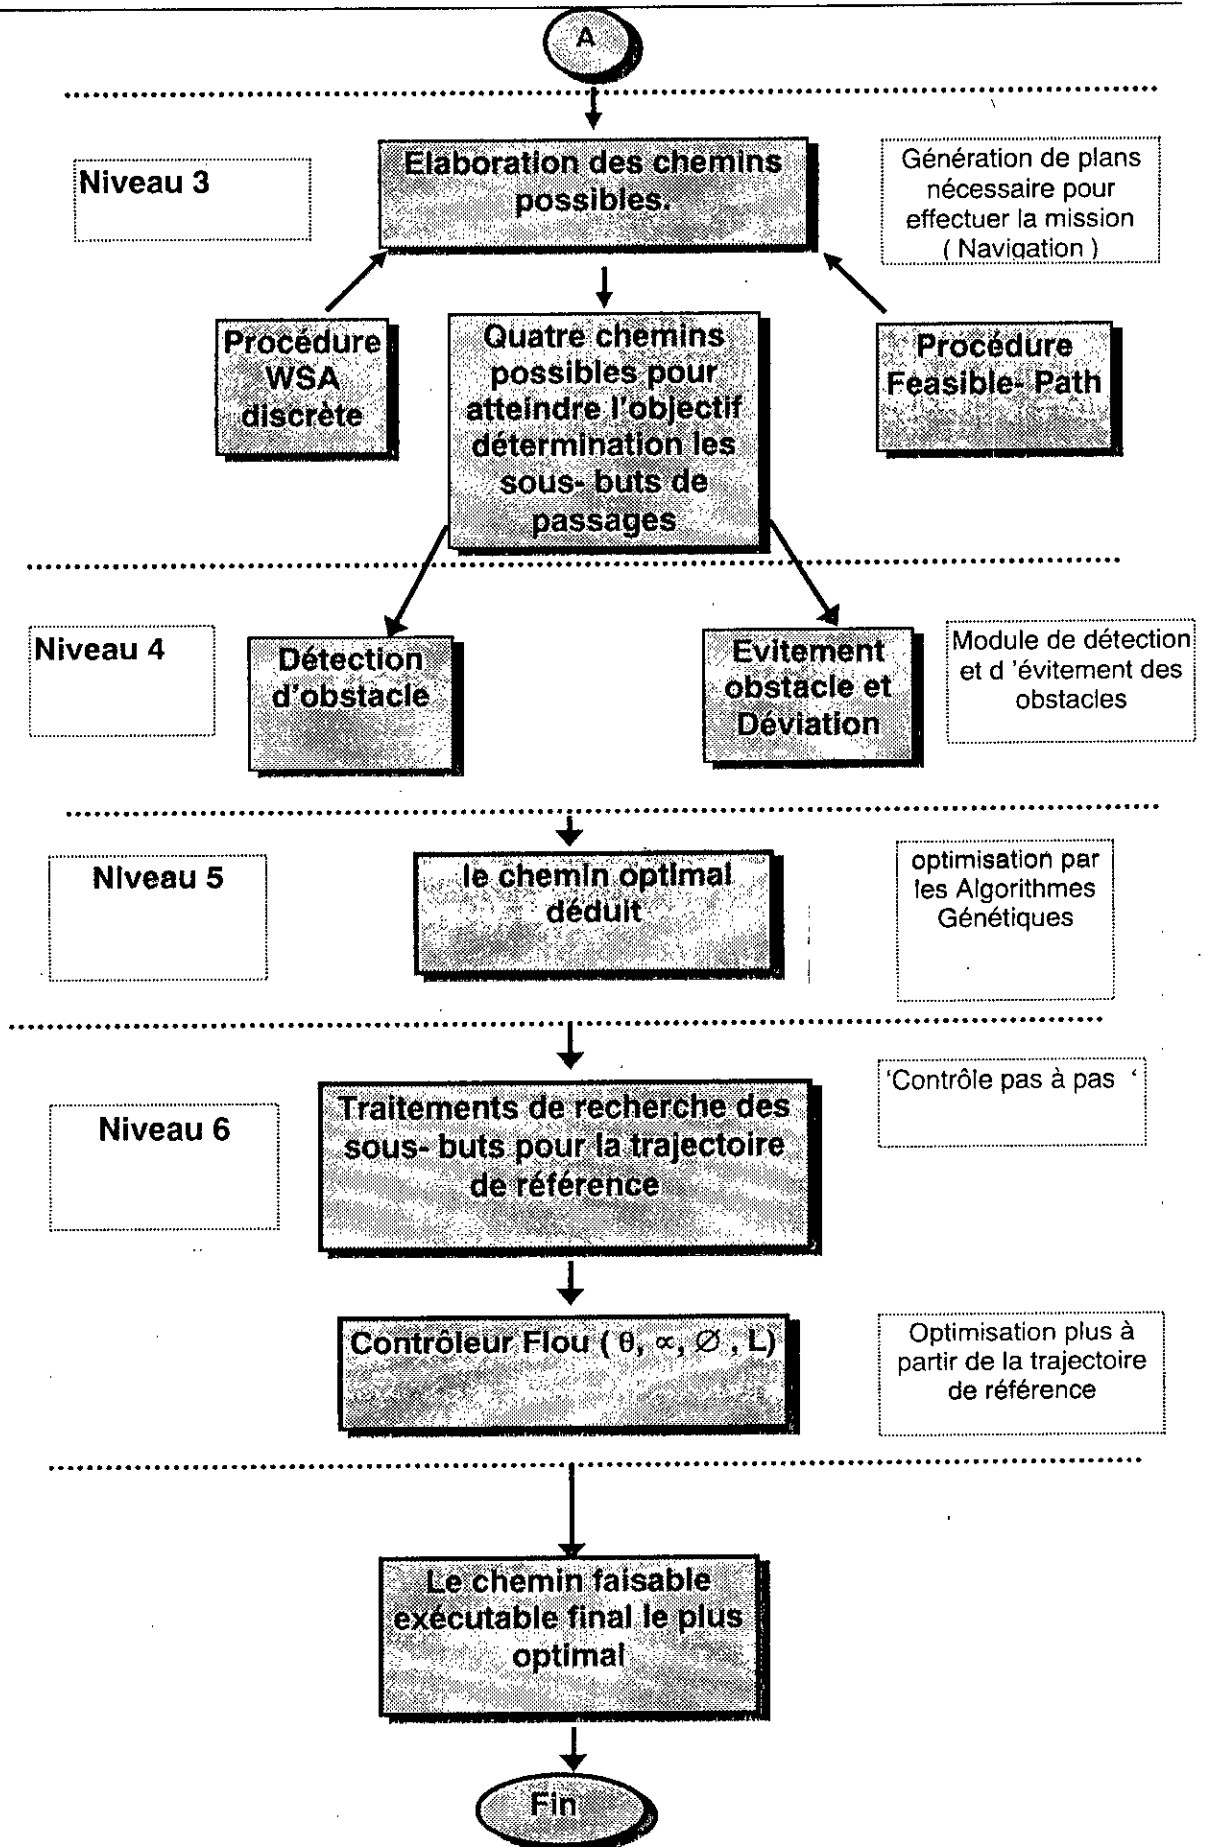 A
Niveau 3
Elaboration des chemins
possibles.
Génération de plans
nécessaire pour
effectuer la mission
( Navigation )
Procédure
WSA
discrète
Quatre chemins
possibles pour
atteindre l'objectif
détermination les
sous- buts de
passages
Procédure
Feasible- Path
Niveau 4
Détection
d'obstacle
Evitement
obstacle et
Déviation
Module de détection
et d 'évitement des
obstacles
Niveau 5
le chemin optimal
déduit
optimisation par
les Algorithmes
Génétiques
Niveau 6
Traitements de recherche des
sous- buts pour la trajectoire
de référence
'Contrôle pas à pas '
Contrôleur Flou ( θ, ∝, ∅ , L)
Optimisation plus à
partir de la trajectoire
de référence
Le chemin faisable
exécutable final le plus
optimal
Fin